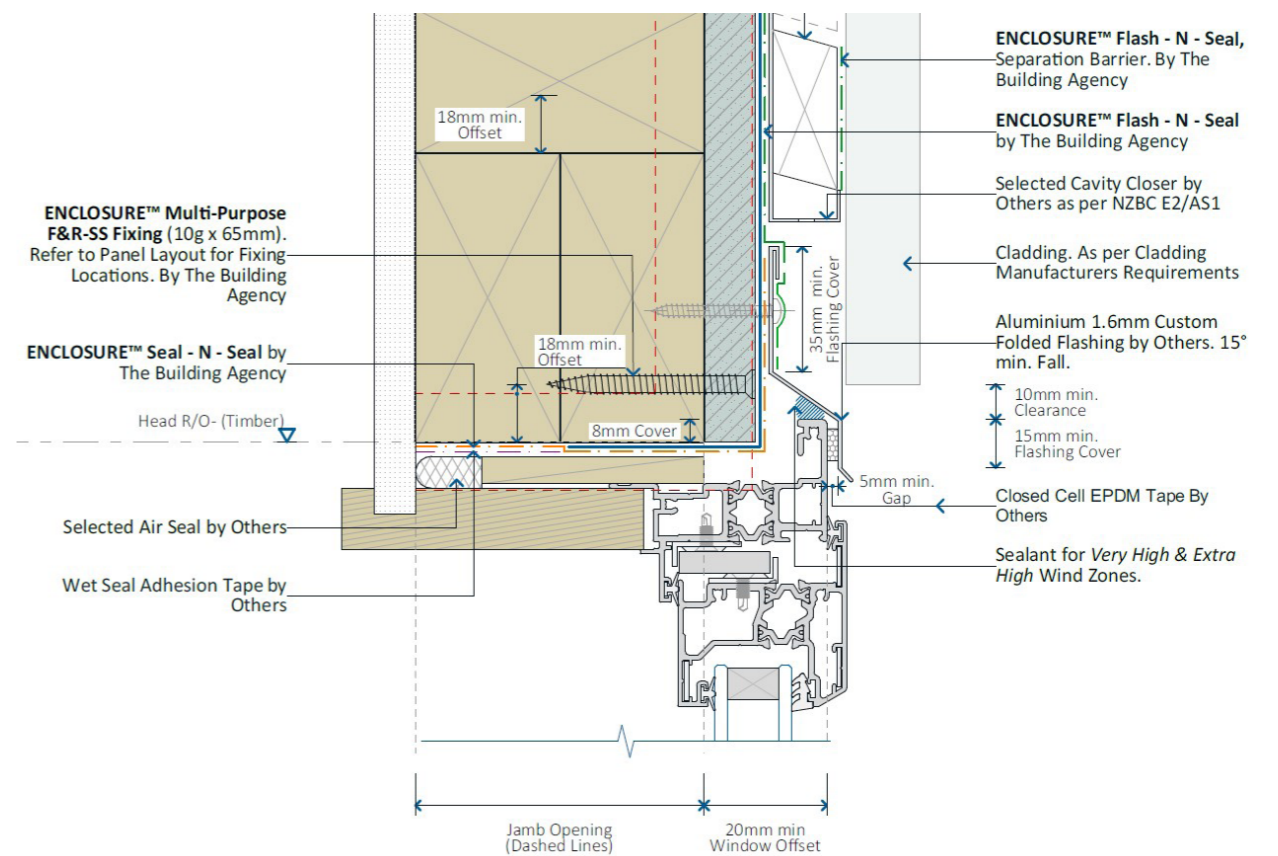 ENCLOSURE™ Flash - N - Seal,
Separation Barrier. By The
Building Agency
18mm min.
Offset
ENCLOSURE™ Flash - N - Seal
by The Building Agency
Selected Cavity Closer by
Others as per NZBC E2/AS1
ENCLOSURE™ Multi-Purpose
F&R-SS Fixing (10g x 65mm).
Refer to Panel Layout for Fixing
Locations. By The Building
Agency
Cladding. As per Cladding
Manufacturers Requirements
35mm min.
Flashing Cover
Aluminium 1.6mm Custom
Folded Flashing by Others. 15°
min. Fall.
18mm min.
Offset
ENCLOSURE™ Seal - N - Seal by
The Building Agency
10mm min.
Clearance
Head R/O- (Timber)
8mm Cover
15mm min.
Flashing Cover
5mm min.
Gap
Closed Cell EPDM Tape By
Others
Selected Air Seal by Others
Sealant for Very High & Extra
High Wind Zones.
Wet Seal Adhesion Tape by
Others
Jamb Opening
(Dashed Lines)
20mm min
Window Offset